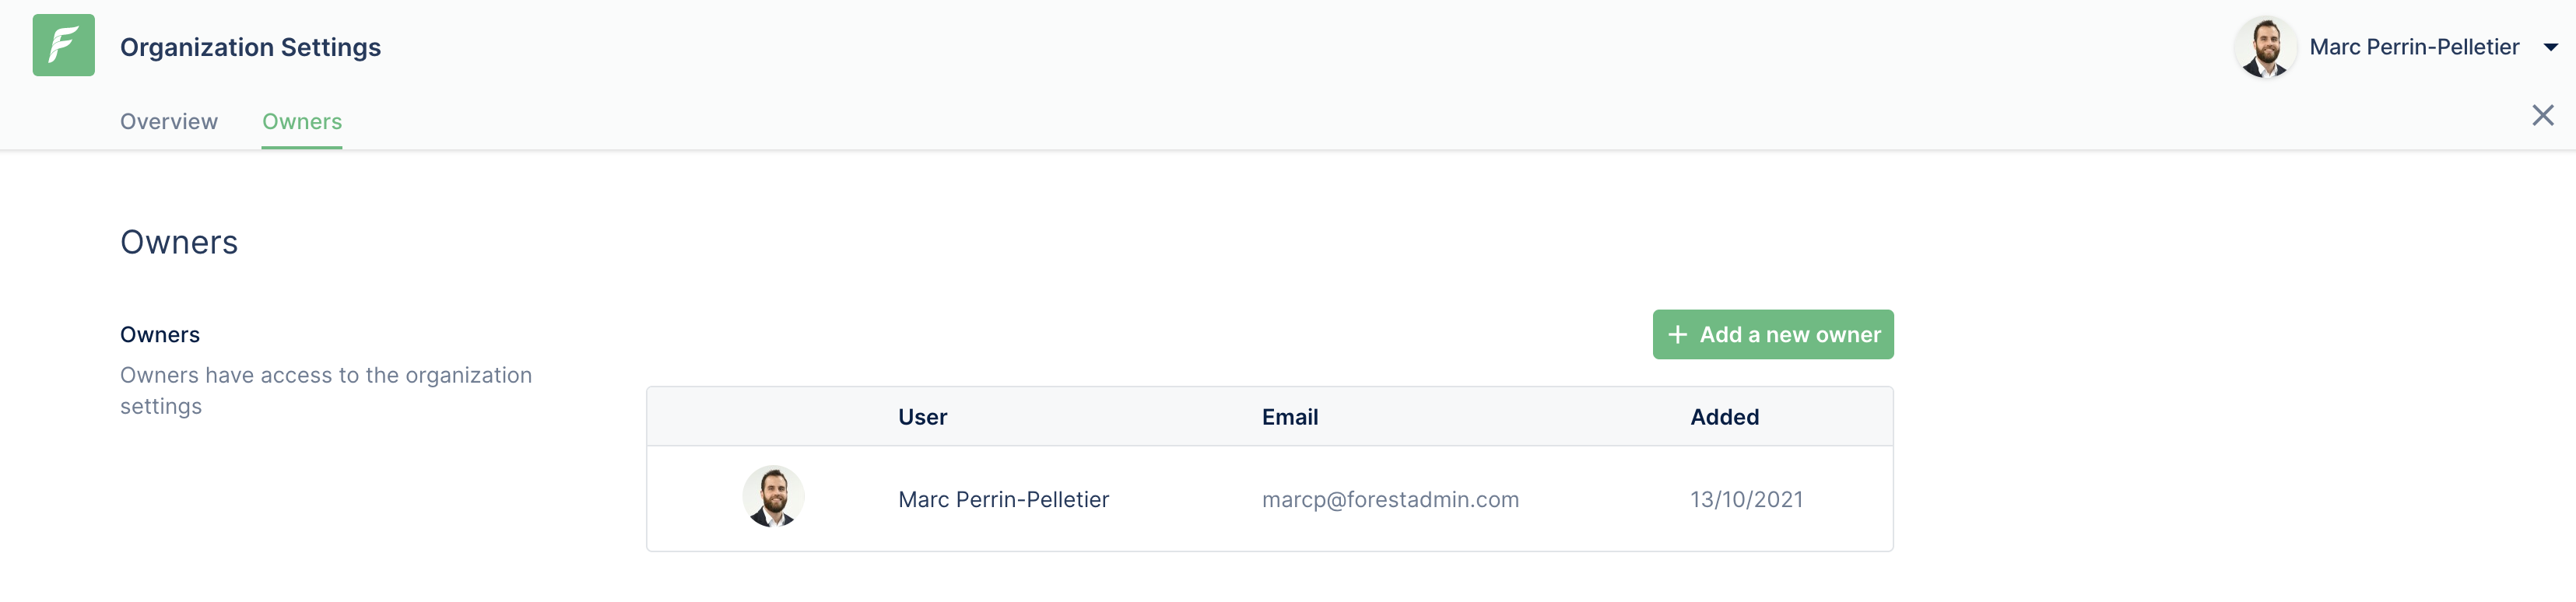 Organization Settings
Marc Perrin-Pelletier
Overview
Owners
Owners
Owners
Owners have access to the organization
settings
+ Add a new owner
User
Email
Added
Marc Perrin-Pelletier
marcp@forestadmin.com
13/10/2021